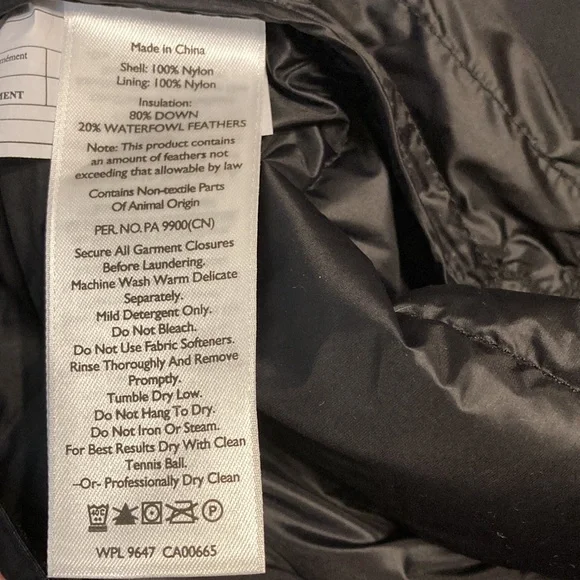 Made in China
Shell: 100% Nylon
Lining: 100% Nylon
Insulation:
80% DOWN
20% WATERFOWL FEATHERS
Note: This product contains
an amount of feathers not
exceeding that allowable by law
Contains Non-textile Parts
Of Animal Origin
PER. NO. PA 9900(CN)
Secure All Garment Closures
Before Laundering.
Machine Wash Warm Delicate
Separately.
Mild Detergent Only.
Do Not Bleach.
Do Not Use Fabric Softeners.
Rinse Thoroughly And Remove
Promptly.
Tumble Dry Low.
Do Not Hang To Dry.
Do Not Iron Or Steam.
For Best Results Dry With Clean
Tennis Ball.
-Or- Professionally Dry Clean
40°C P
WPL 9647 CA00665